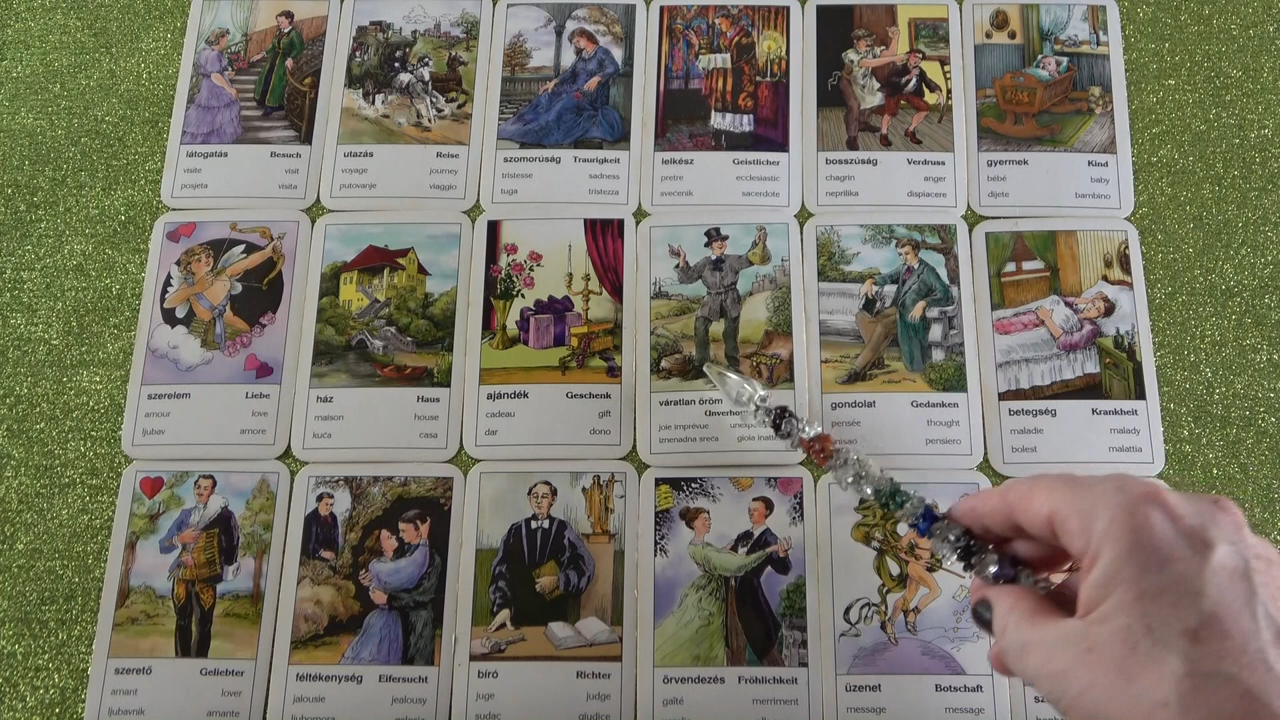 látogatás Besuch
visite visit
posjeta visita
utazás Reise
voyage journey
putovanje viaggio
szomorúság Traurigkeit
tristesse sadness
tuga tristezza
lelkész Geistlicher
pretre ecclesiastic
svecenik sacerdote
bosszúság Verdruss
chagrin anger
neprilika dispiacere
gyermek Kind
bébé baby
dijete bambino
szerelem Liebe
amour love
ljubav amore
ház Haus
maison house
kuća casa
ajándék Geschenk
cadeau gift
dar dono
váratlan öröm
joie imprévue
iznenadna sreća gioia
gondolat Gedanken
pensée thought
pensiero
betegség Krankheit
maladie malady
bolest malattia
szerető Geliebter
amant lover
ljubavnik amante
féltékenység Eifersucht
jalousie jealousy
bíró Richter
juge judge
sudac giudice
örvendezés Fröhlichkeit
gaîté merriment
üzenet Botschaft
message message